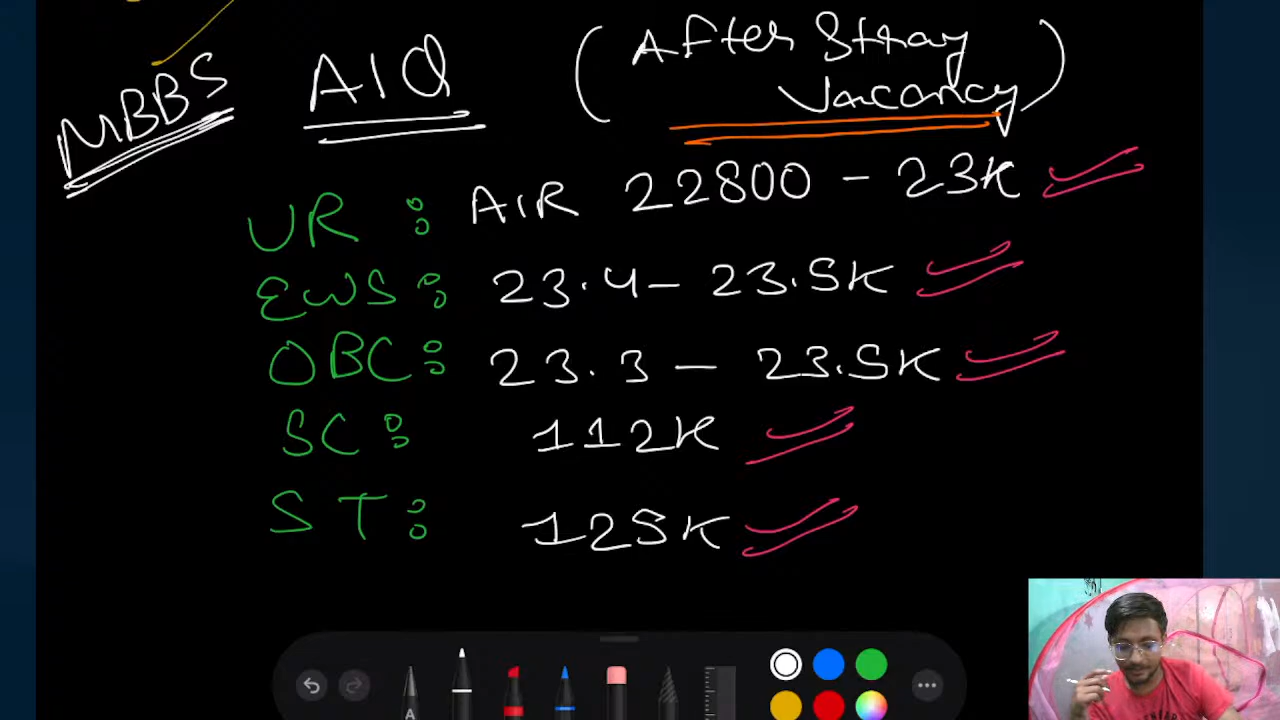 MBBS AIQ (After Stray
Vacancy)
UR : AIR 22800 - 23K
EWS : 23.4 - 23.5K
OBC : 23.3 - 23.5K
SC : 112K
ST : 125K
A